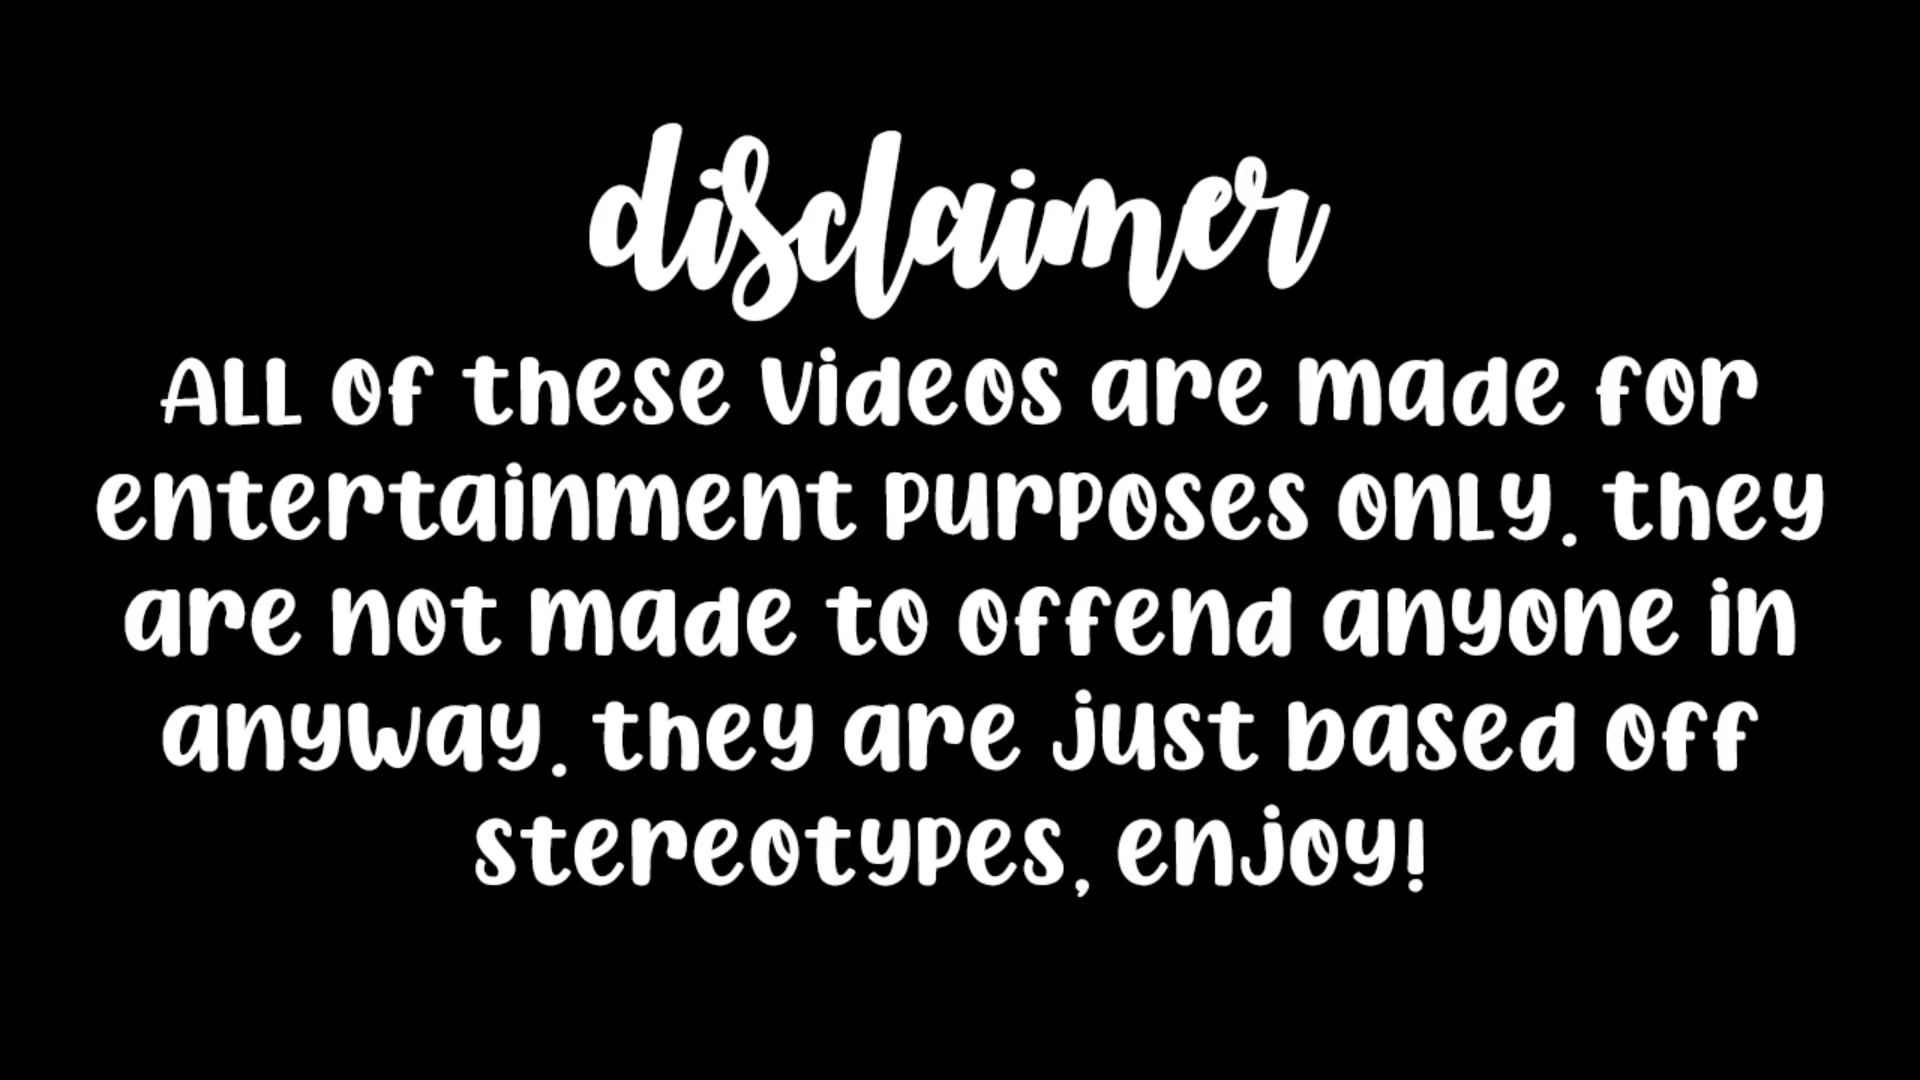 disclaimer
ALL of these videos are made for
entertainment purposes only. they
are not made to offend anyone in
anyway. they are just based off
stereotypes, enjoy!